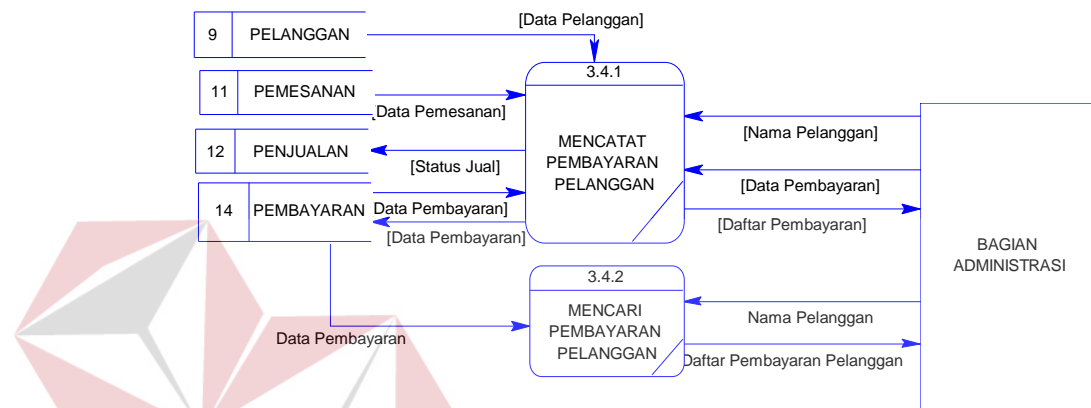 [Data Pelanggan]
9 PELANGGAN
3.4.1
11 PEMESANAN
[Data Pemesanan]
MENCATAT
PEMBAYARAN
PELANGGAN
[Nama Pelanggan]
12 PENJUALAN
[Status Jual]
[Data Pembayaran]
14 PEMBAYARAN
[Data Pembayaran]
[Data Pembayaran]
[Daftar Pembayaran]
BAGIAN
ADMINISTRASI
3.4.2
MENCARI
PEMBAYARAN
PELANGGAN
Nama Pelanggan
Data Pembayaran
Daftar Pembayaran Pelanggan